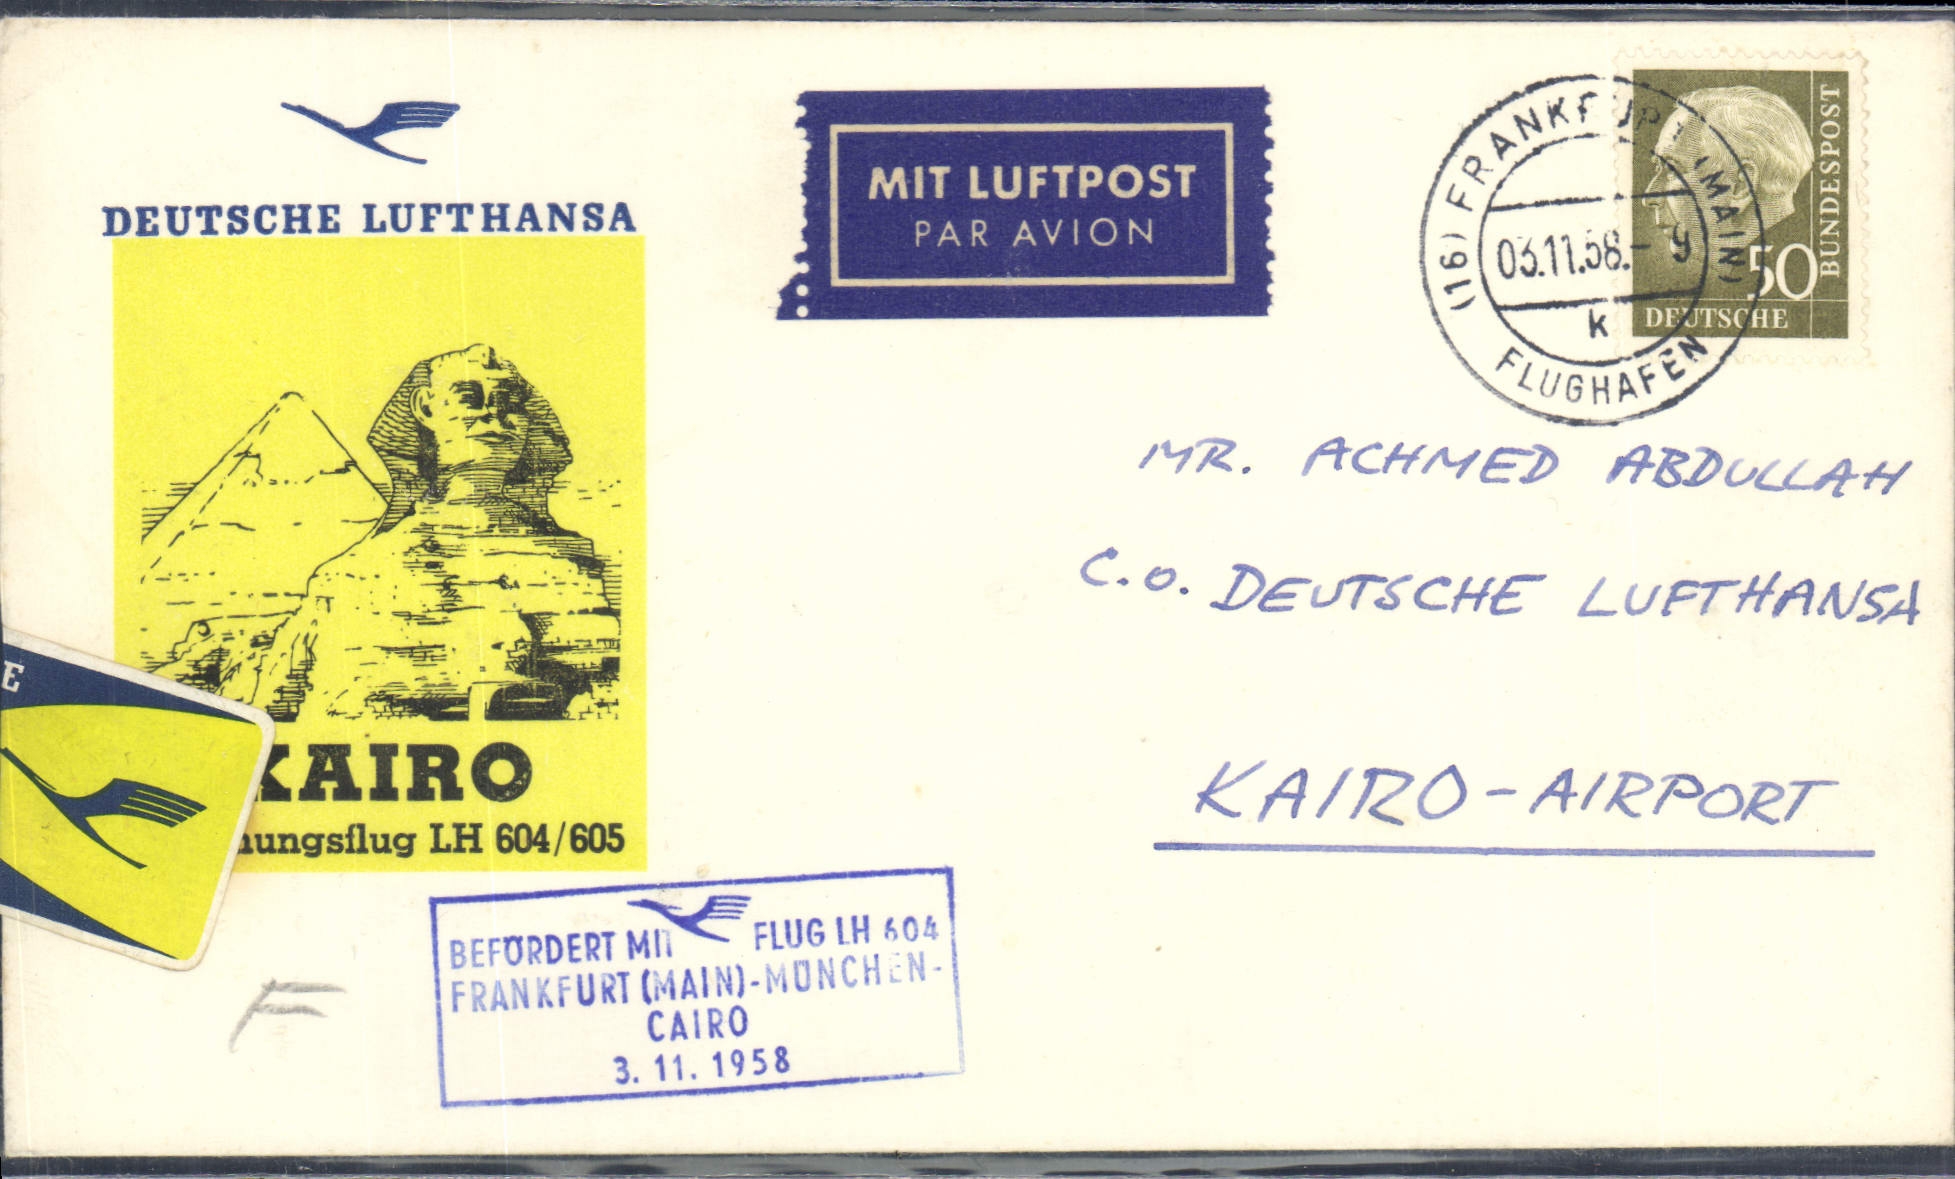 DEUTSCHE LUFTHANSA
MIT LUFTPOST
PAR AVION
(16) FRANKFURT (MAIN)
03.11.58.- 9
k
FLUGHAFEN
50
BUNDESPOST
DEUTSCHE
MR. ACHMED ABDULLAH
C.O. DEUTSCHE LUFTHANSA
KAIRO-AIRPORT
E
KAIRO
nungsflug LH 604/605
BEFÖRDERT MIT FLUG LH 604
FRANKFURT (MAIN)-MÜNCHEN-
CAIRO
3. 11. 1958
F